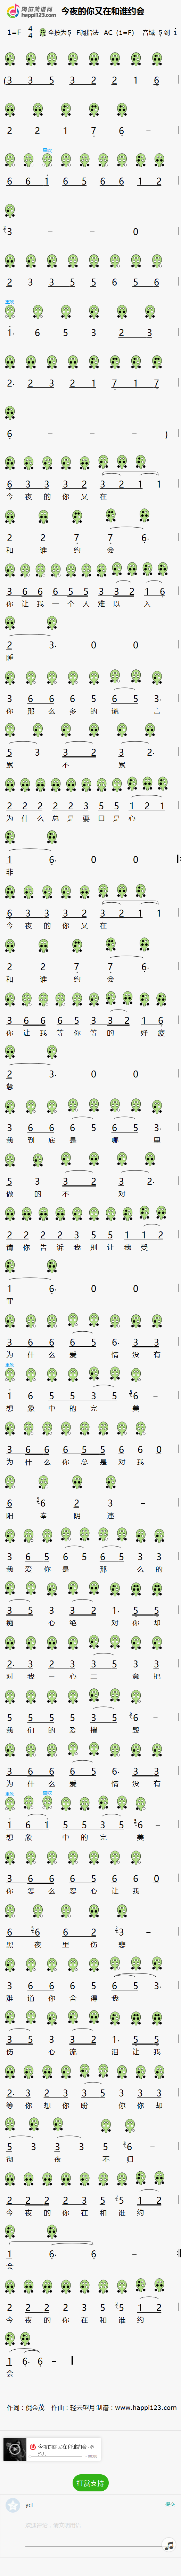 陶笛简谱网
happi123.com
今夜的你又在和谁约会
1=F 4/4 全按为5 F调指法 AC (1=F) 音域 5到 i
(3 3 5 3 2 2 1 6
2 2 1 7 6 –
6 6 i 6 5 6 6 1 2
3 – – 0
2 3 3 5 5 6 5 6
1· 6 5 3 2 3
2· 2 3 2 1 7 1 7
6 – – – )
6 3 3 3 2 3 2 1 1
今 夜 的 你 又 在
2 2 7 7 6·
和 谁 约 会
3 6 6 6 5 5 5 3 3 2 1 6
你 让 我 一 个 人 难 以 入
2 3· 0 0
睡
3 6 6 6 5 6 5 3·
你 那 么 多 的 谎 言
5 3 3 2 3 2·
累 不 累
2 2 2 2 2 3 5 5 1 2 1
为 什 么 总 是 要 口 是 心
1 6· 0 0
非
6 3 3 3 2 3 2 1 1
今 夜 的 你 又 在
2 2 7 7 6·
和 谁 约 会
3 6 6 6 5 5 3 3 2 1 6
你 让 我 等 你 等 的 好 疲
2 3· 0 0
惫
3 6 6 6 5 6 5 3·
我 到 底 是 哪 里
5 3 3 2 3 2·
做 的 不 对
2 2 2 2 2 3 5 5 1 1 2
请 你 告 诉 我 别 让 我 受
1 6· 0 0
罪
3 6 6 6 5 6· 3 3
为 什 么 爱 情 没 有
i 6 5 5 3 5 6 –
想 象 中 的 完 美
3 6 6 6 5 5 6 6 0
为 什 么 你 总 是 对 我
6 6 2 3 –
阳 奉 阴 违
3 6 5 6 5 6 5 3 3
我 爱 你 是 那 么 的
3 5 3 3 2 1· 5 5
痴 心 绝 对 你 却
2· 3 2 3 3 5 3 3
对 我 三 心 二 意 把
5 5 5 5 5 3 5 6 –
我 们 的 爱 摧 毁
3 6 6 6 5 6· 3 3
为 什 么 爱 情 没 有
i 6 i 5 5 3 5 6 –
想 象 中 的 完 美
3 6 6 6 5 6 6 0
你 怎 么 忍 心 让 我
6 6 6 2 3 –
黑 夜 里 伤 悲
3 6 6 6 5 6 5 3·
难 道 你 舍 得 我
3 5 3 3 2 1· 5 5
伤 心 流 泪 让 我
2· 3 2 3 3 5 3 3 3
等 你 想 你 盼 你 你 却
5 3 3 3 5 6 –
彻 夜 不 归
2 2 2 2 3 5 5 1 2
今 夜 的 你 在 和 谁 约
1 6· 6 –
会
2 2 2 2 3 5 5 1 2
今 夜 的 你 在 和 谁 约
1 6· 6 –
会
作词：倪金茂 作曲：轻云望月 制谱：www.happi123.com
今夜的你又在和谁约会
打赏支持
ycl